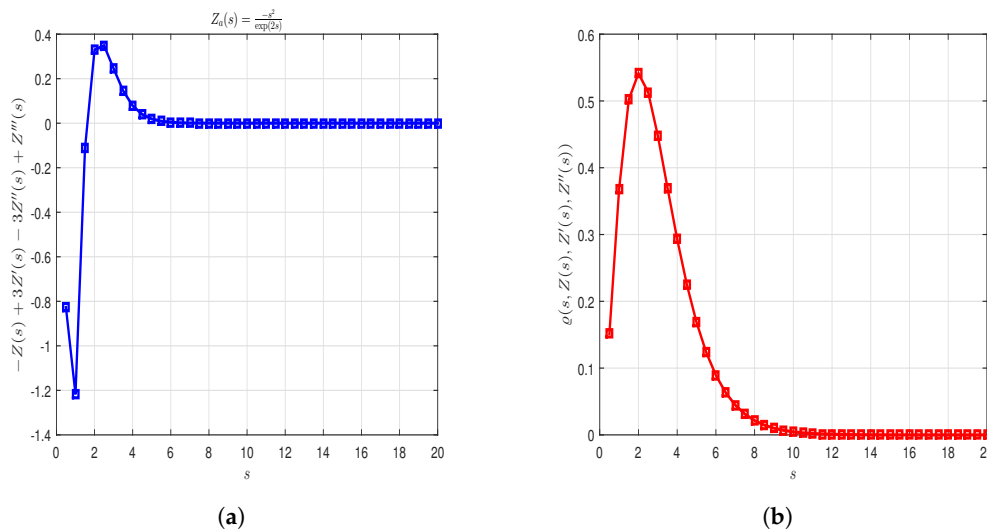 Z_a(s) = \frac{-s^2}{\exp(2s)}
-Z(s) + 3Z'(s) - 3Z''(s) + Z'''(s)
0.4
0.2
0
-0.2
-0.4
-0.6
-0.8
-1
-1.2
-1.4
0 2 4 6 8 10 12 14 16 18 20
s
(a)
ϱ(s, Z(s), Z'(s), Z''(s))
0.6
0.5
0.4
0.3
0.2
0.1
0
0 2 4 6 8 10 12 14 16 18 2
s
(b)